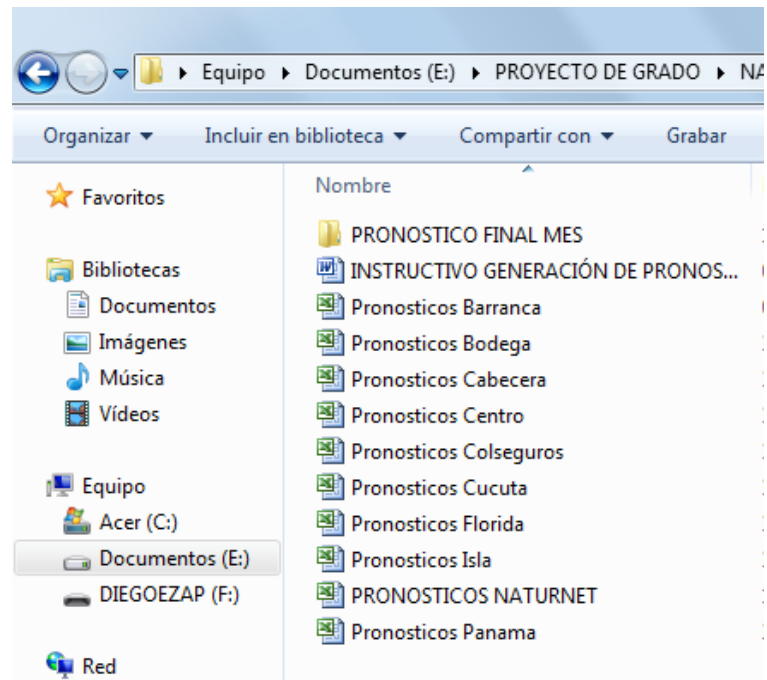 Equipo Documentos (E:) PROYECTO DE GRADO NA
Organizar Incluir en biblioteca Compartir con Grabar
Favoritos
Bibliotecas
Documentos
Imágenes
Música
Vídeos
Equipo
Acer (C:)
Documentos (E:)
DIEGOEZAP (F:)
Red
Nombre
PRONOSTICO FINAL MES
INSTRUCTIVO GENERACIÓN DE PRONOS...
Pronosticos Barranca
Pronosticos Bodega
Pronosticos Cabecera
Pronosticos Centro
Pronosticos Colseguros
Pronosticos Cucuta
Pronosticos Florida
Pronosticos Isla
PRONOSTICOS NATURNET
Pronosticos Panama